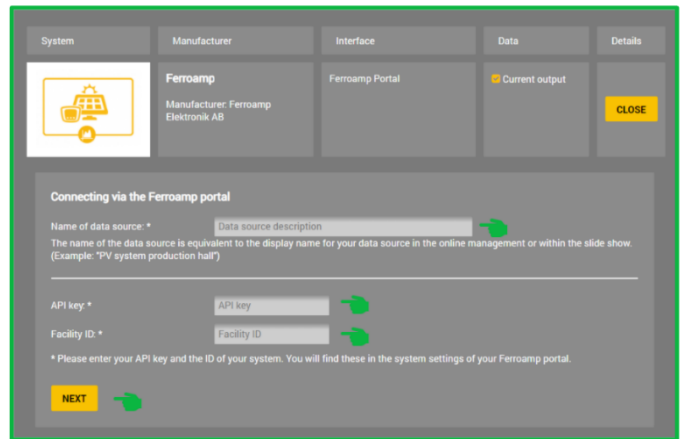 System Manufacturer Interface Data Details
Ferroamp Ferroamp Portal Current output
Manufacturer: Ferroamp
Elektronik AB
CLOSE
Connecting via the Ferroamp portal
Name of data source: * Data source description
The name of the data source is equivalent to the display name for your data source in the online management or within the slide show.
(Example: "PV system production hall")
API key: * API key
Facility ID: * Facility ID
* Please enter your API key and the ID of your system. You will find these in the system settings of your Ferroamp portal.
NEXT